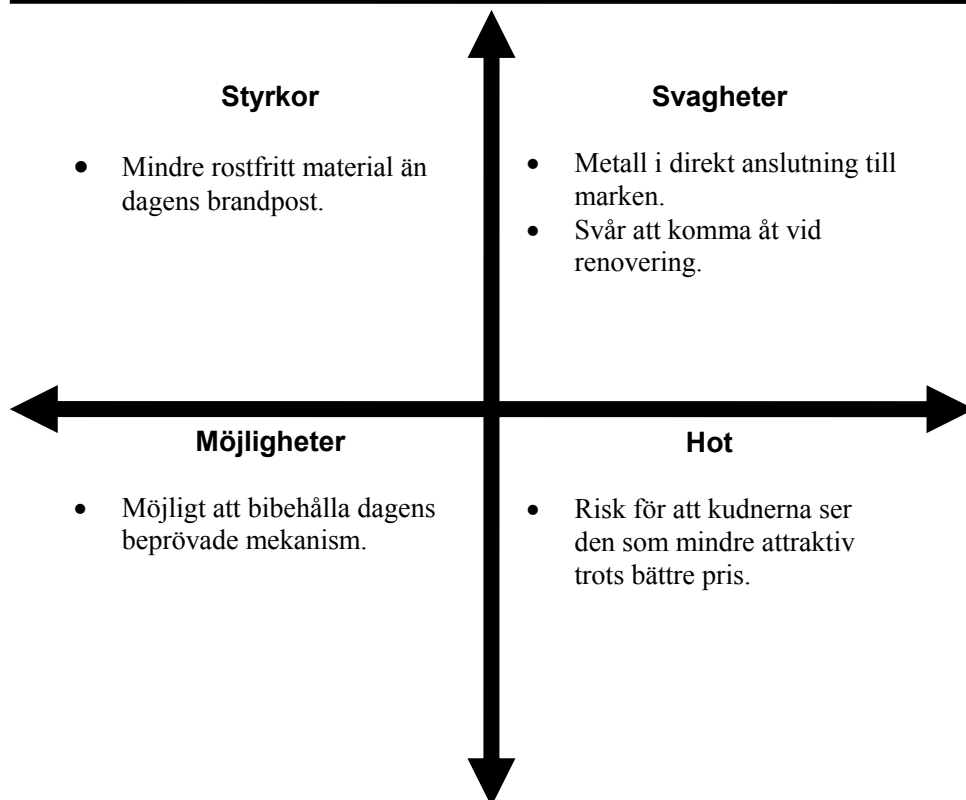 Styrkor
• Mindre rostfritt material än
dagens brandpost.
Svagheter
• Metall i direkt anslutning till
marken.
• Svår att komma åt vid
renovering.
Möjligheter
• Möjligt att bibehålla dagens
beprövade mekanism.
Hot
• Risk för att kudnerna ser
den som mindre attraktiv
trots bättre pris.